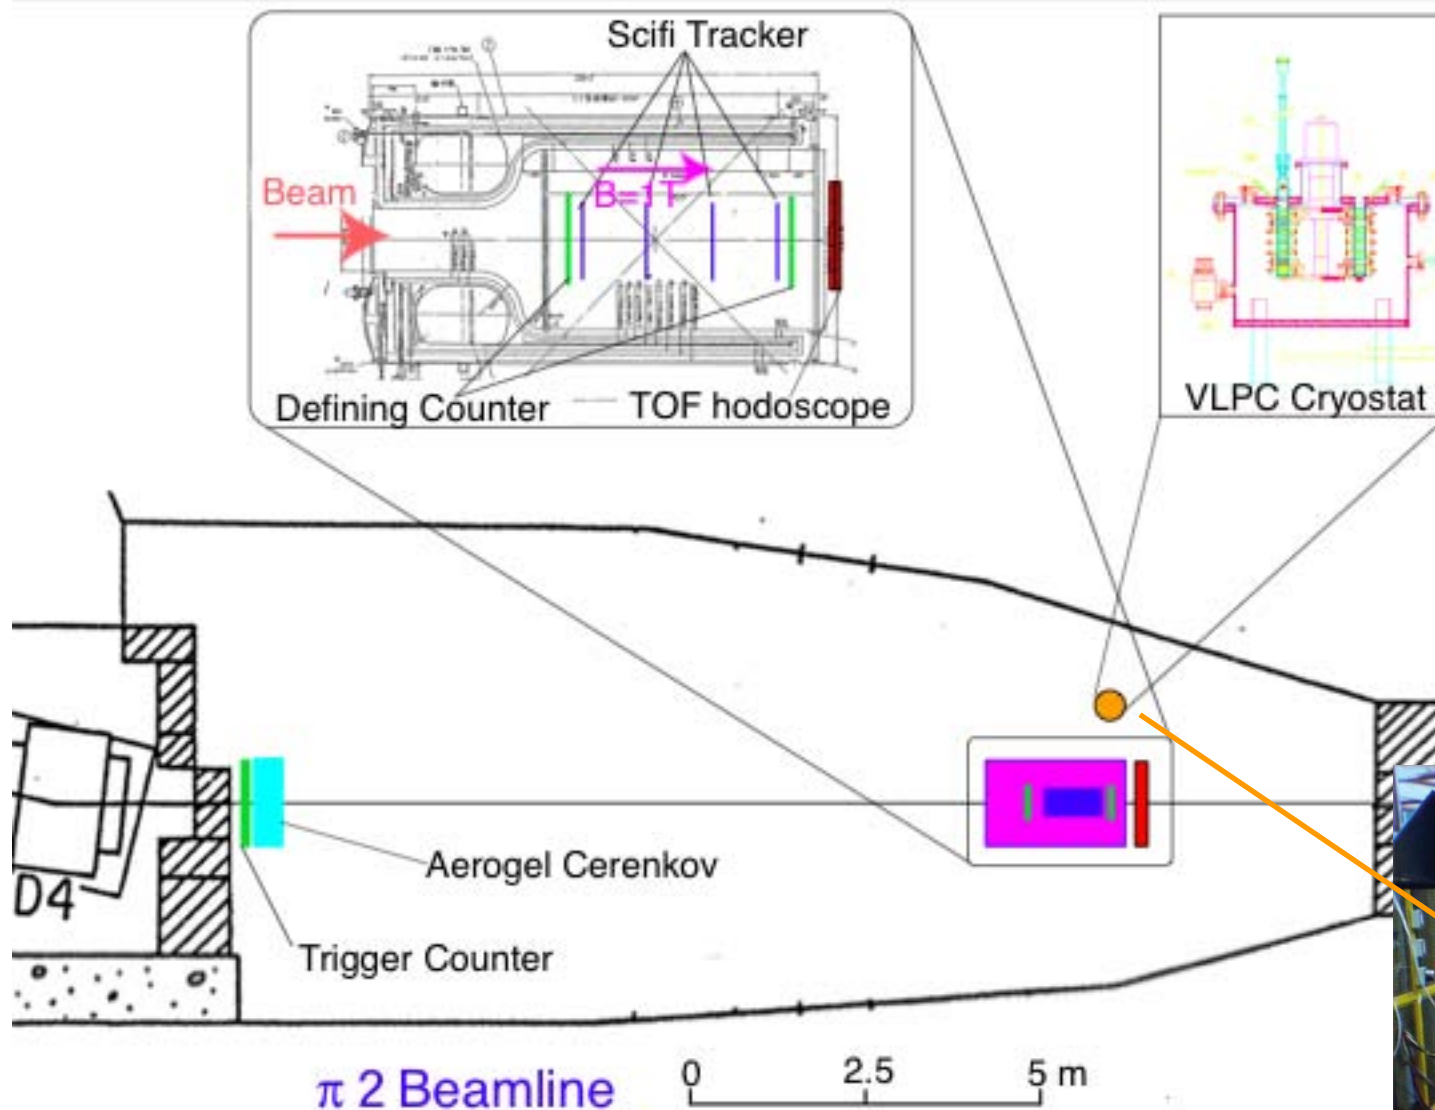 Scifi Tracker
B=1T
Beam
Defining Counter
TOF hodoscope
VLPC Cryostat
Aerogel Cerenkov
D4
Trigger Counter
π 2 Beamline
0 2.5 5 m